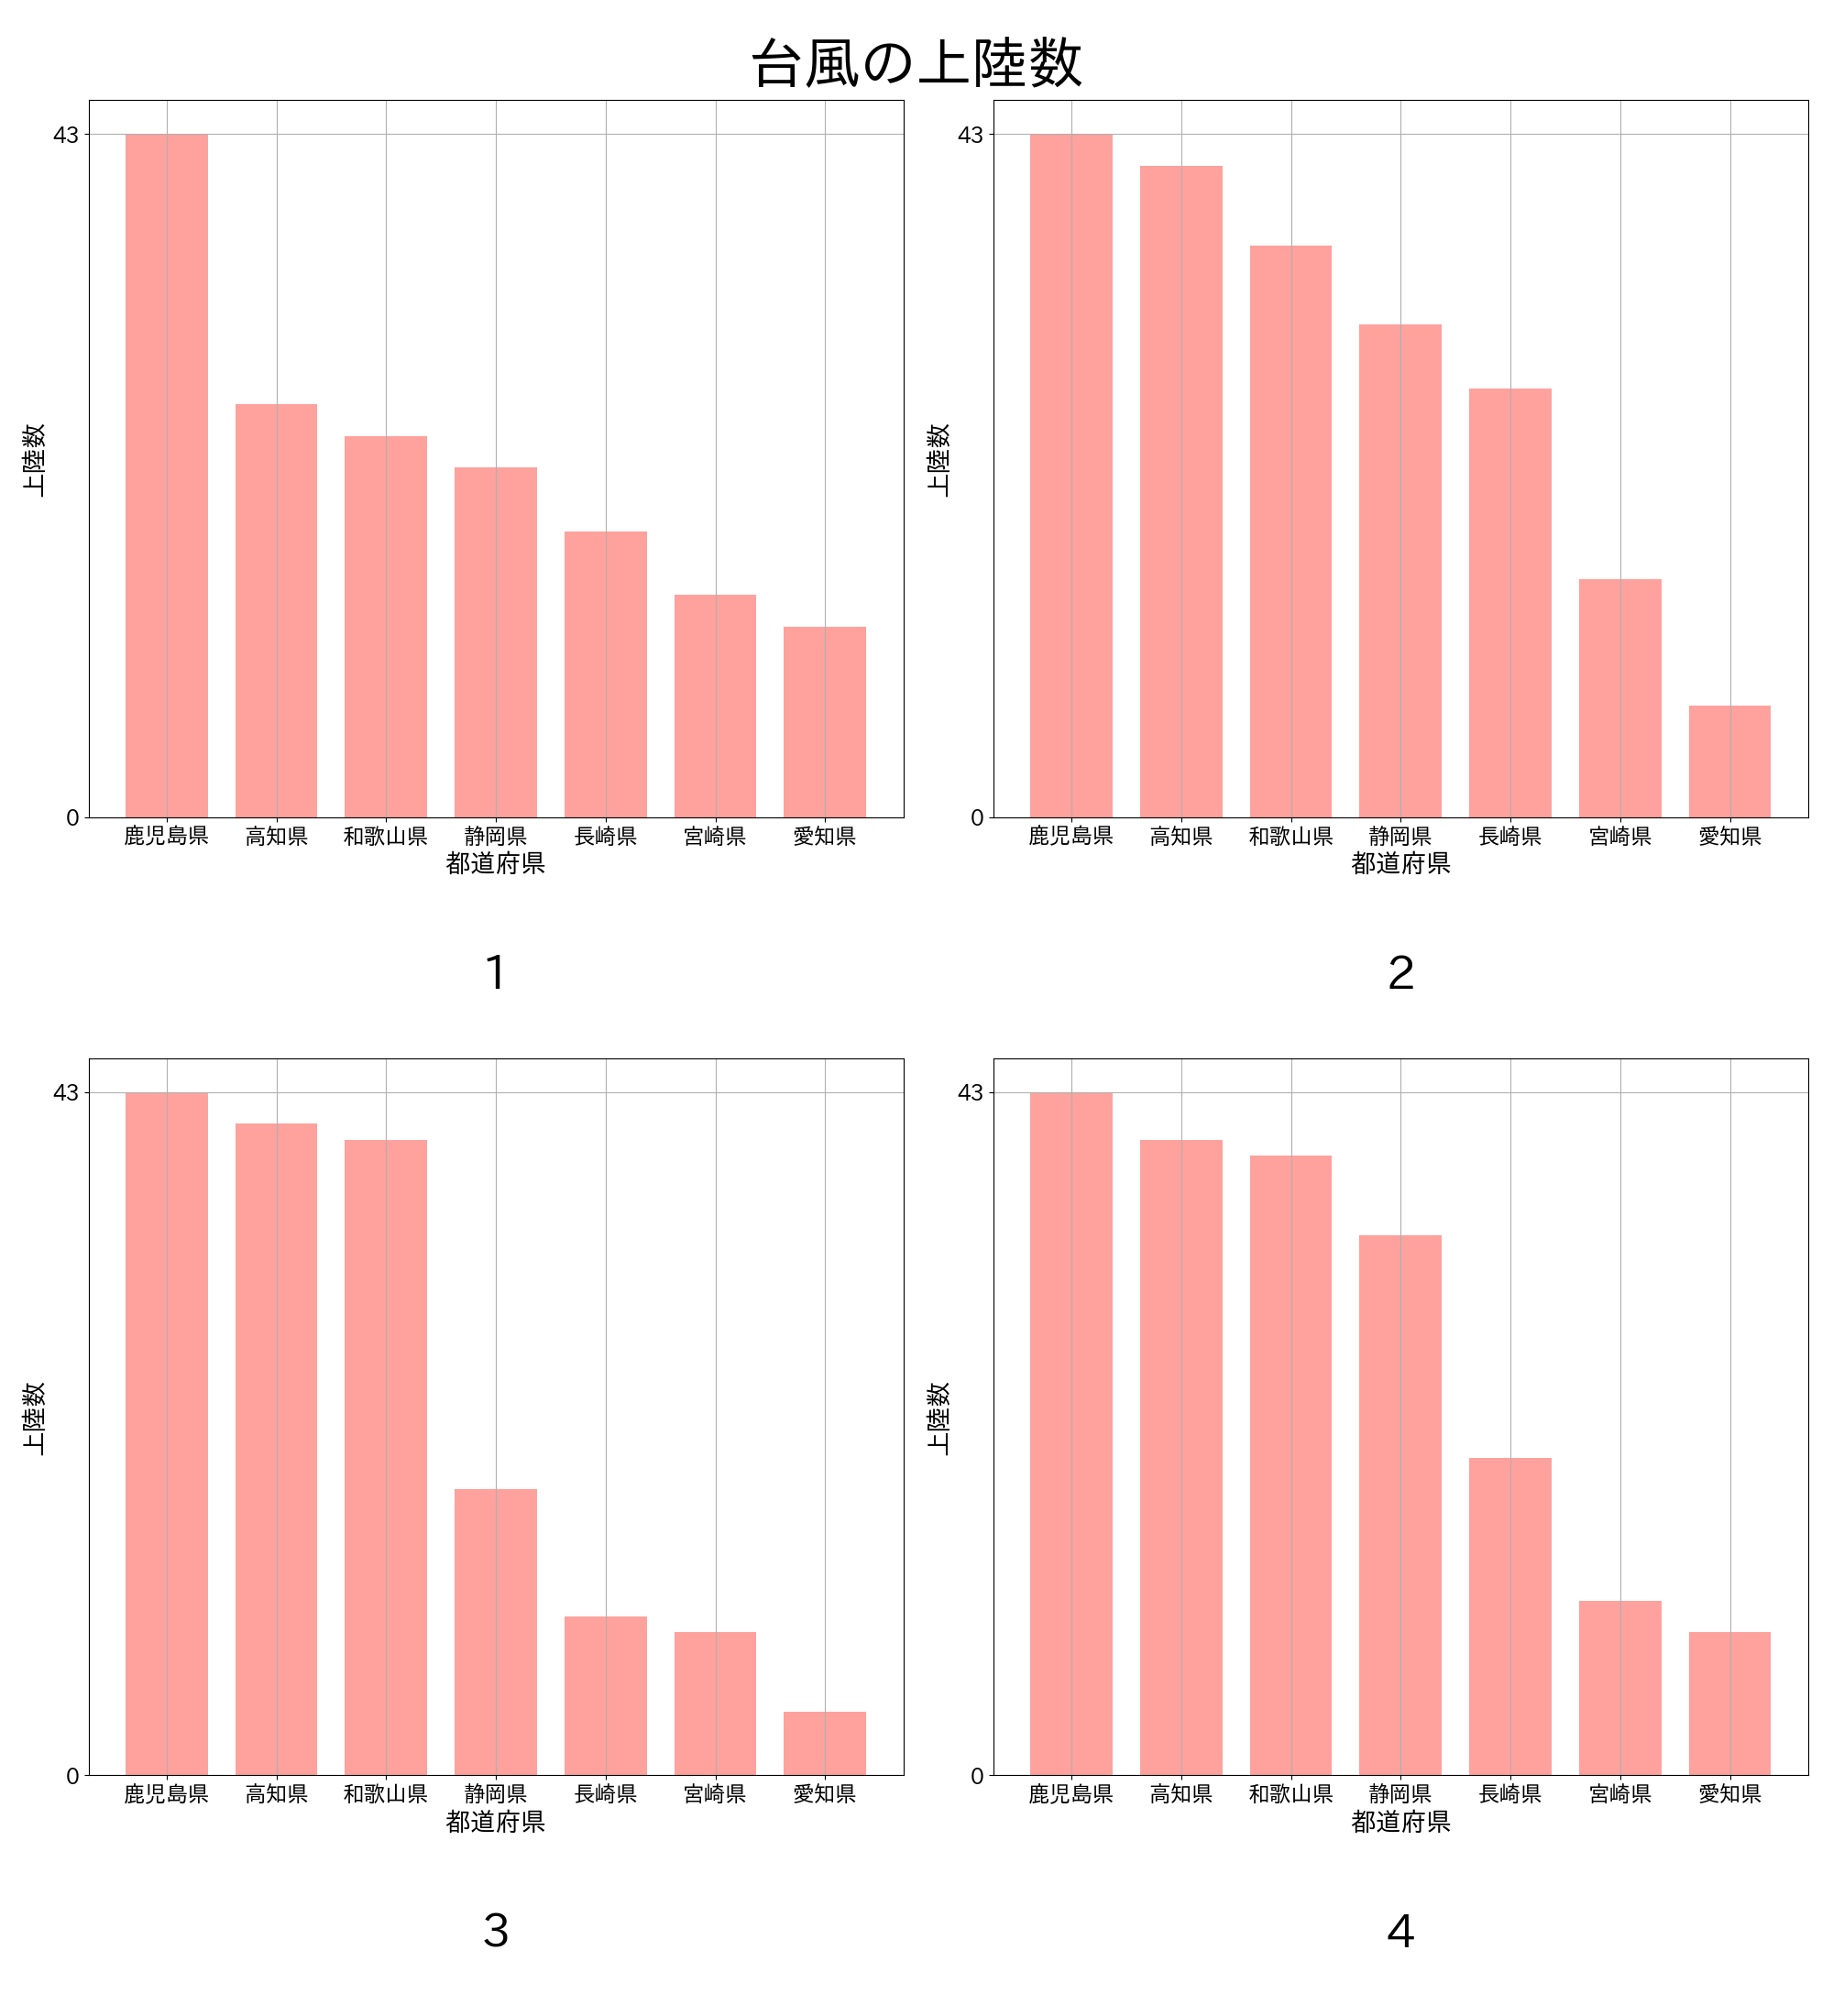 台風の上陸数
43
0
上陸数
鹿児島県 高知県 和歌山県 静岡県 長崎県 宮崎県 愛知県
都道府県
1
43
0
上陸数
鹿児島県 高知県 和歌山県 静岡県 長崎県 宮崎県 愛知県
都道府県
2
43
0
上陸数
鹿児島県 高知県 和歌山県 静岡県 長崎県 宮崎県 愛知県
都道府県
3
43
0
上陸数
鹿児島県 高知県 和歌山県 静岡県 長崎県 宮崎県 愛知県
都道府県
4